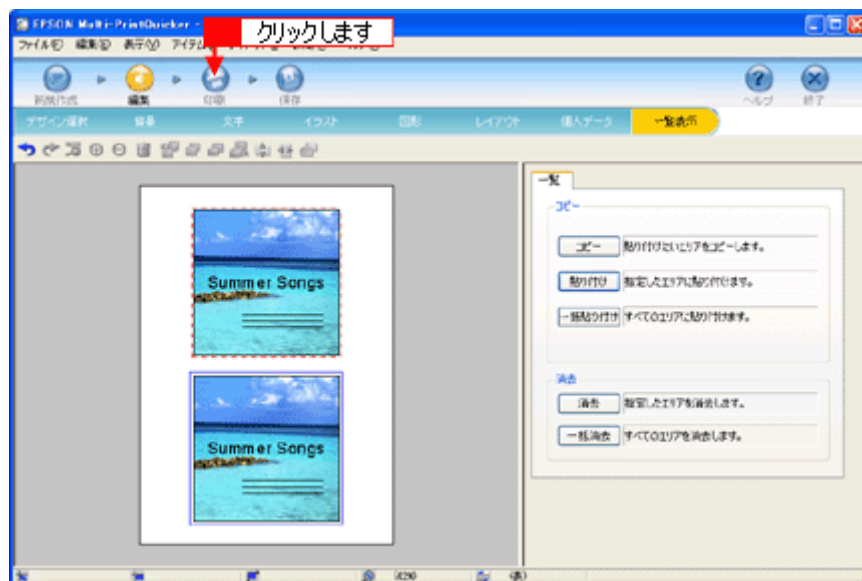 EPSON Multi-PrintQuicker -
クリックします
ファイル(F) 編集(E) 表示(V)
新規作成 編集 印刷 保存 ヘルプ 終了
デザイン選択 背景 文字 イラスト 図形 レイアウト 個人データ 一覧表示
一覧
コピー
コピー 貼り付けたいエリアをコピーします。
貼り付け 指定したエリアに貼り付けます。
一括貼り付け すべてのエリアに貼り付けます。
消去
消去 指定したエリアを消去します。
一括消去 すべてのエリアを消去します。
Summer Songs
Summer Songs